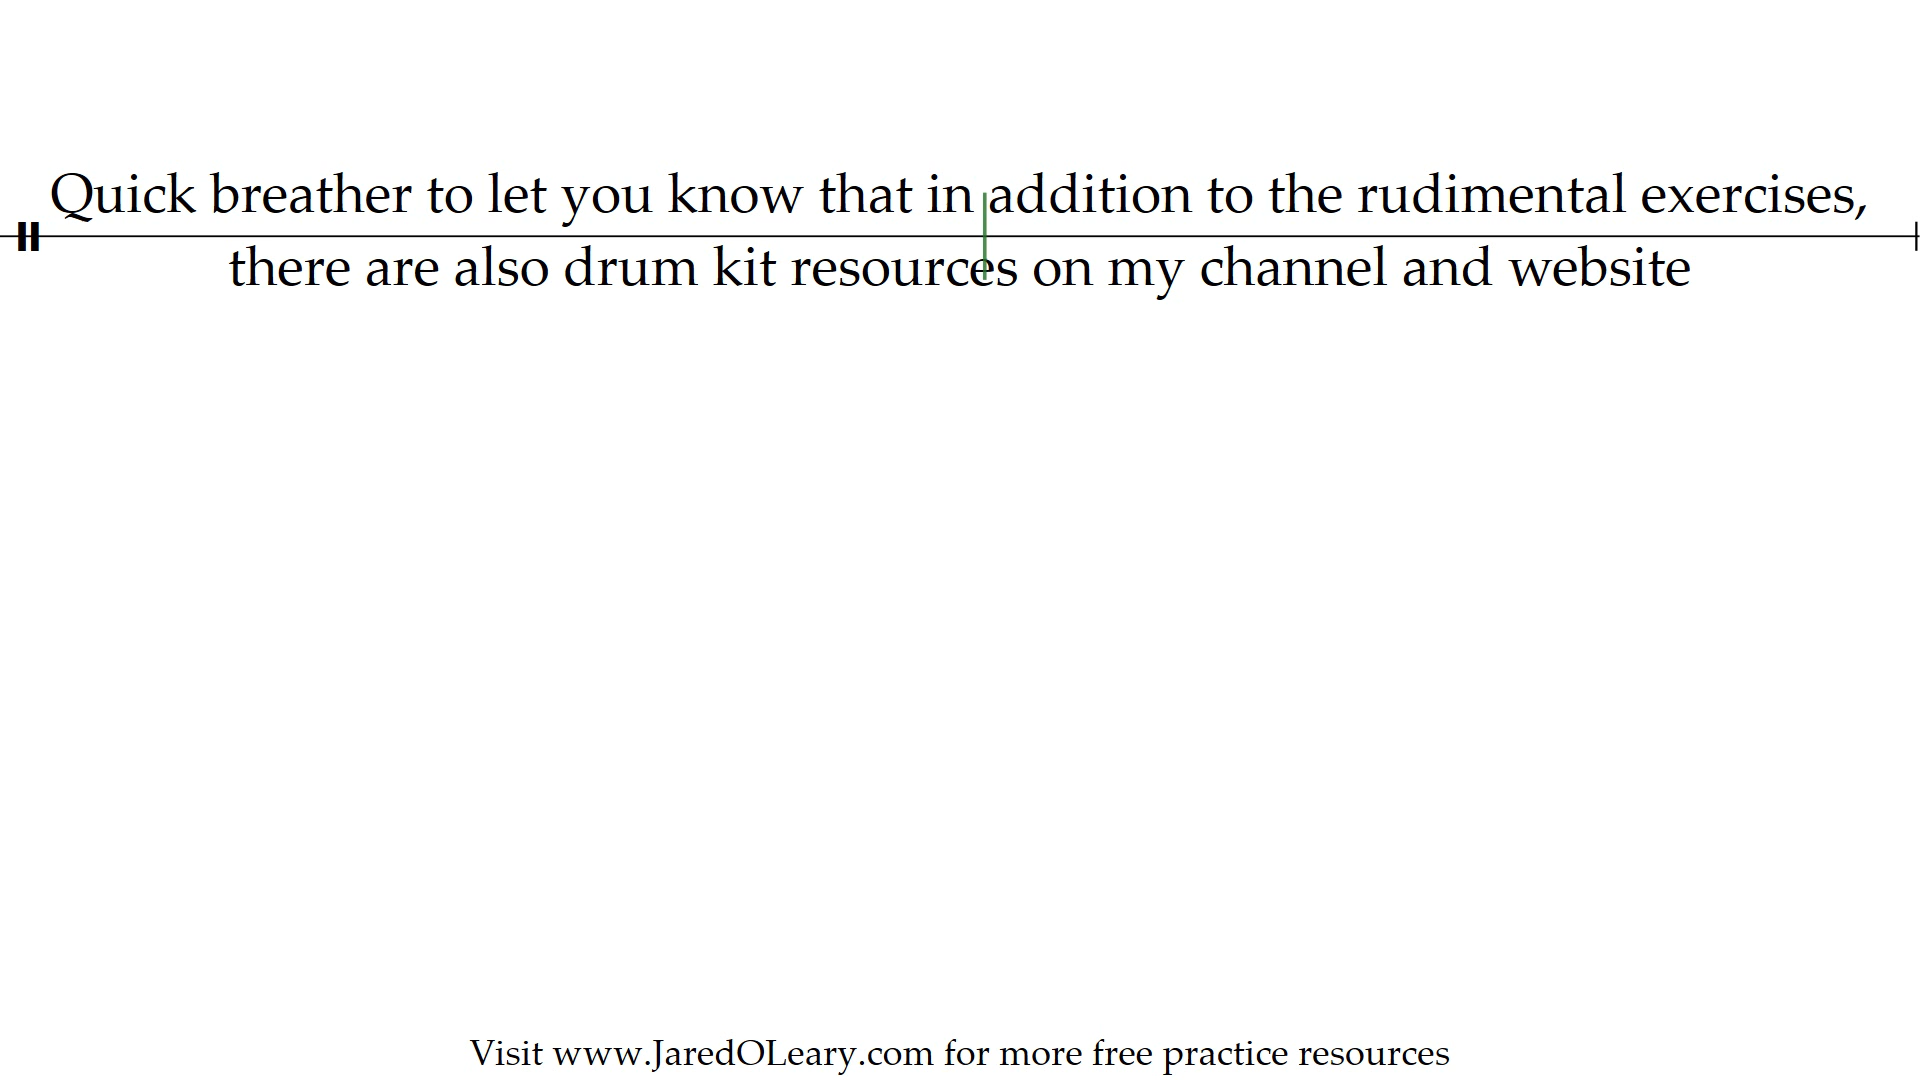 Quick breather to let you know that in addition to the rudimental exercises,
there are also drum kit resources on my channel and website
Visit www.JaredOLeary.com for more free practice resources